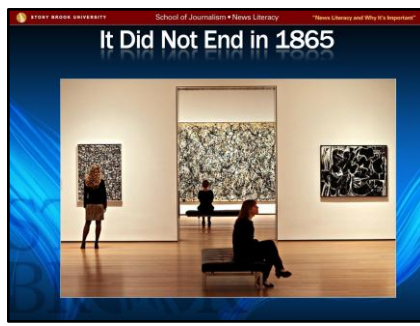 STONY BROOK UNIVERSITY School of Journalism • News Literacy "News Literacy and Why It's Important"
It Did Not End in 1865